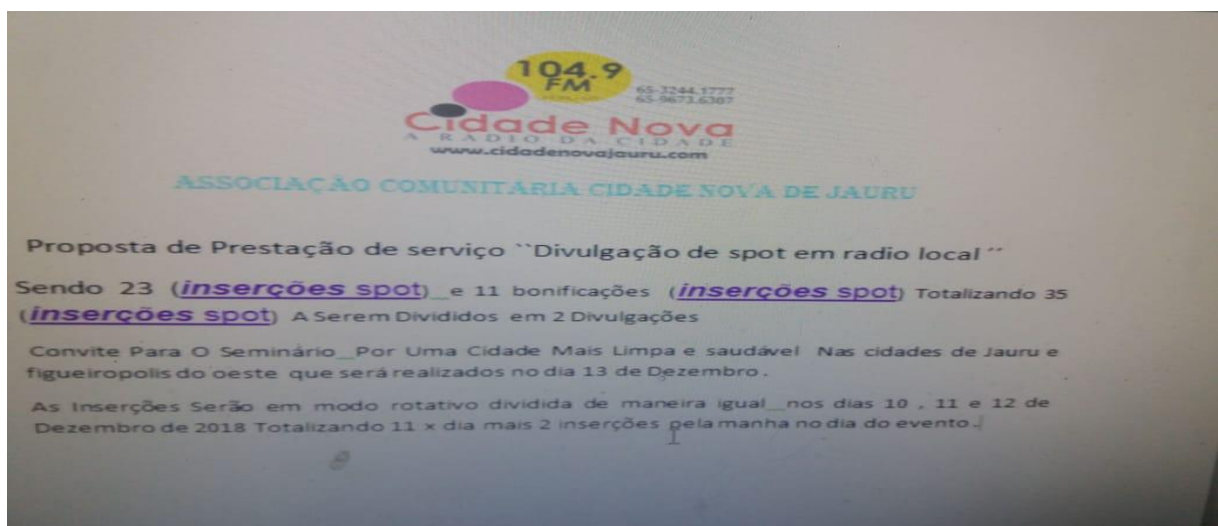 104.9
FM
65-3244.1777
65-9673.6307
Cidade Nova
A RADIO DA CIDADE
www.cidadenovajauru.com
ASSOCIAÇÃO COMUNITÁRIA CIDADE NOVA DE JAURU
Proposta de Prestação de serviço ``Divulgação de spot em radio local ´´
Sendo 23 (inserções spot)_e 11 bonificações (inserções spot) Totalizando 35
(inserções spot) A Serem Divididos em 2 Divulgações
Convite Para O Seminário_Por Uma Cidade Mais Limpa e saudável Nas cidades de Jauru e
figueiropolis do oeste que será realizados no dia 13 de Dezembro.
As Inserções Serão em modo rotativo dividida de maneira igual_nos dias 10 , 11 e 12 de
Dezembro de 2018 Totalizando 11 x dia mais 2 inserções pela manha no dia do evento.